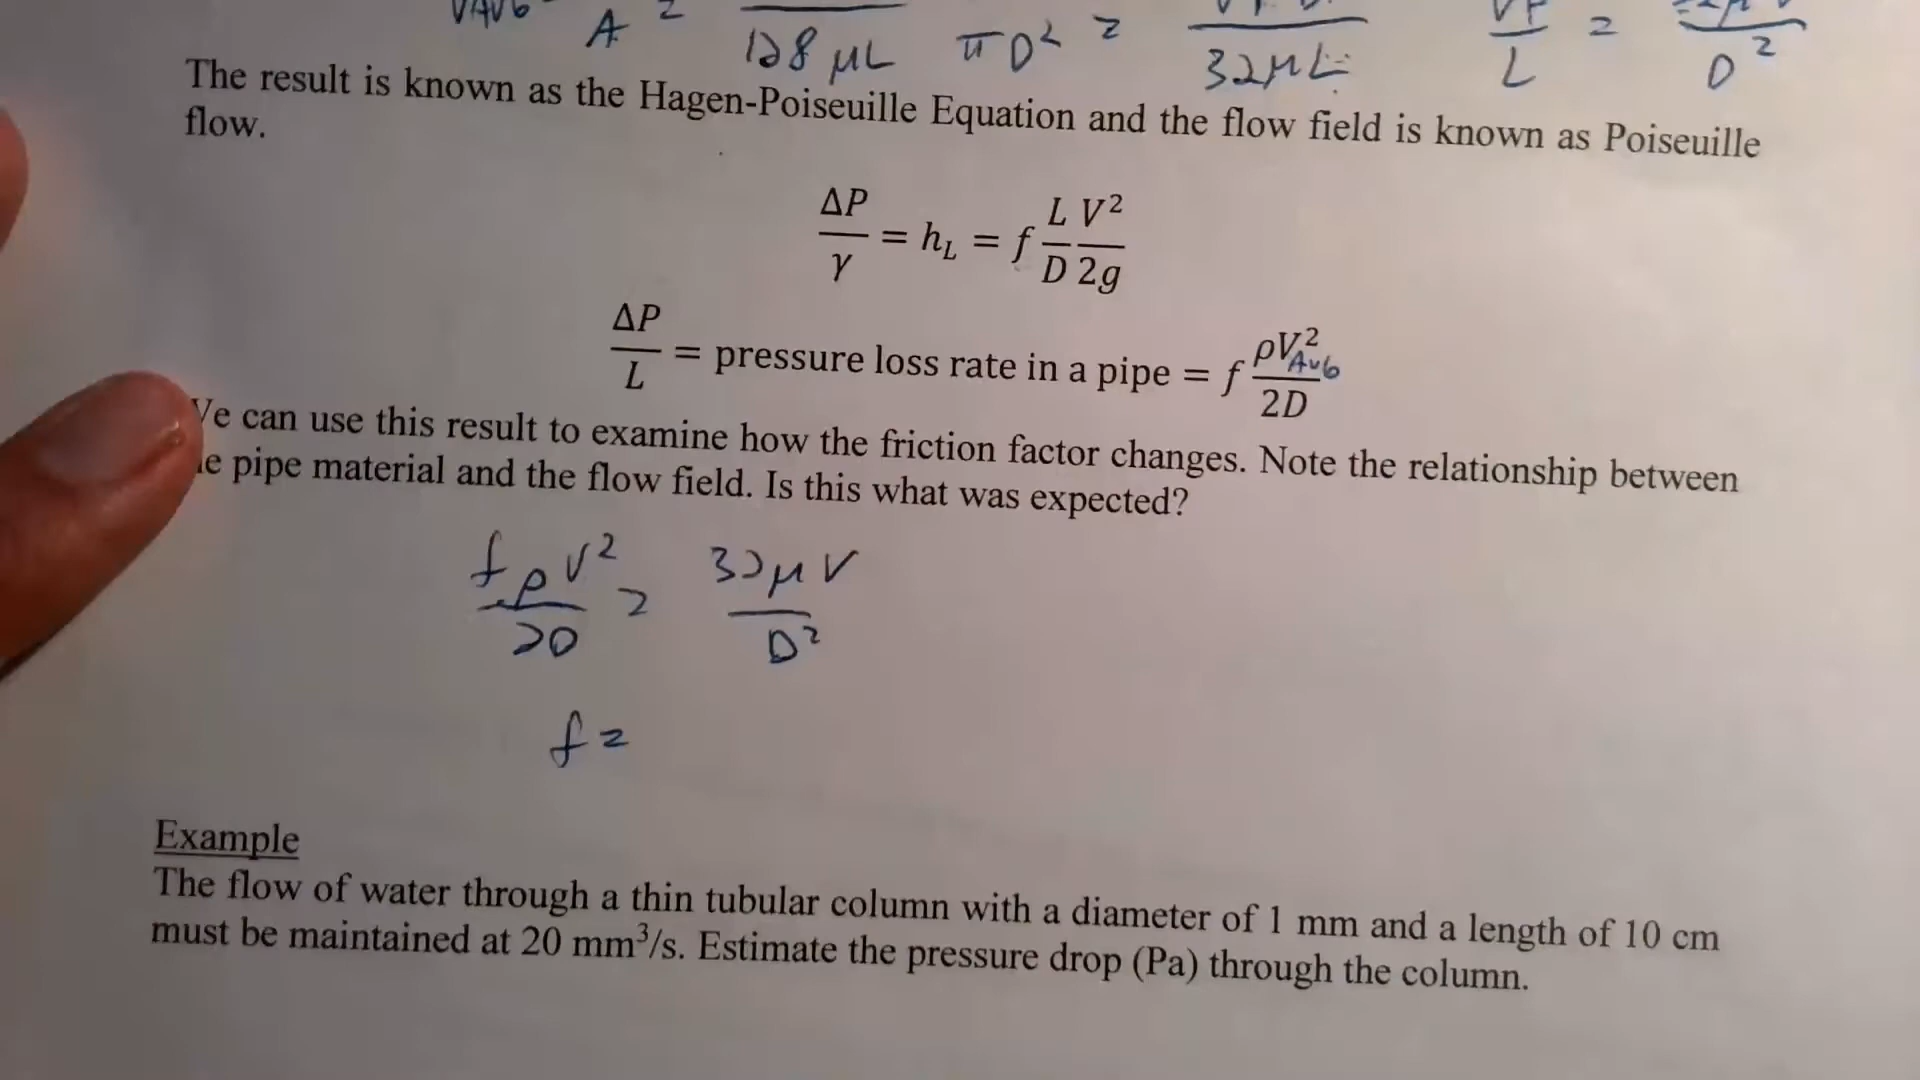 VAVG A = 128 μL πD² = 32μL L = D²
The result is known as the Hagen-Poiseuille Equation and the flow field is known as Poiseuille
flow.
ΔP/γ = h_L = f L/D V²/2g
ΔP/L = pressure loss rate in a pipe = f ρV²_AVG/2D
We can use this result to examine how the friction factor changes. Note the relationship between
e pipe material and the flow field. Is this what was expected?
fρV²/2D = 32μV/D²
f =
Example
The flow of water through a thin tubular column with a diameter of 1 mm and a length of 10 cm
must be maintained at 20 mm³/s. Estimate the pressure drop (Pa) through the column.